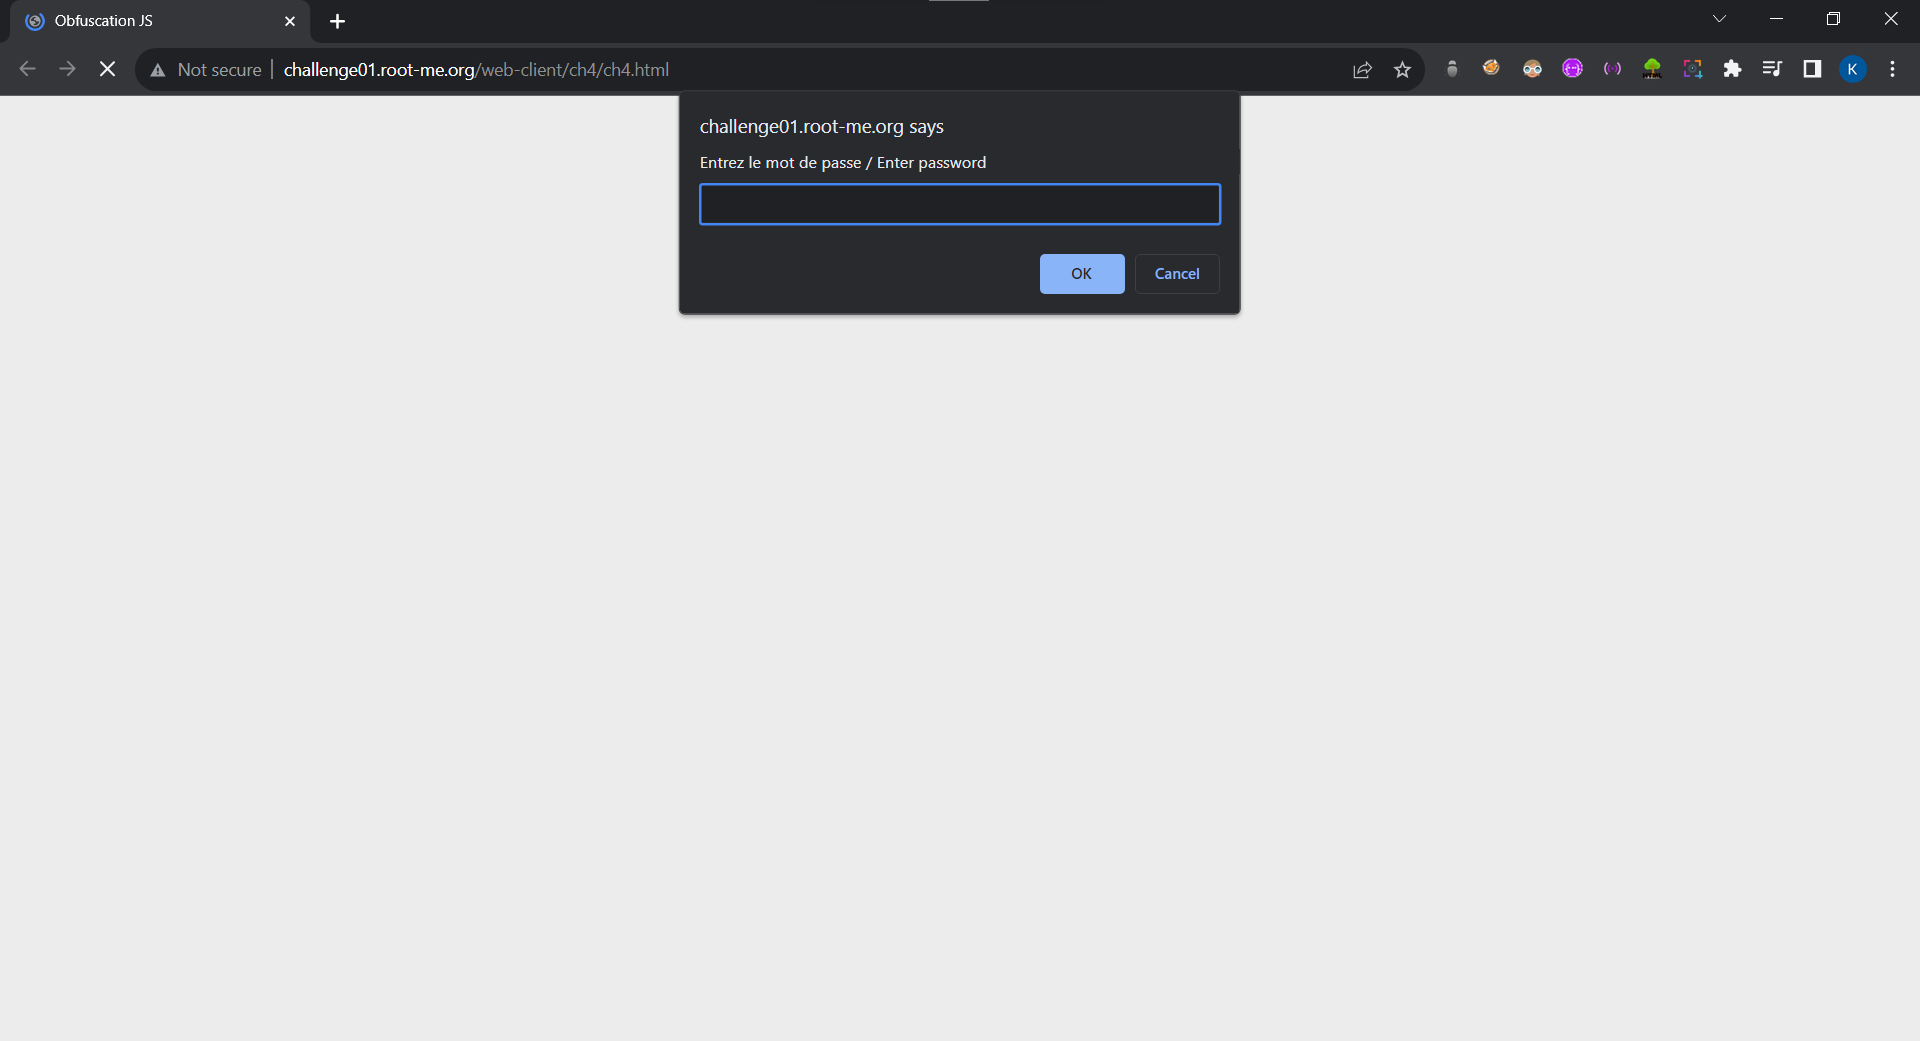 Obfuscation JS
Not secure challenge01.root-me.org/web-client/ch4/ch4.html
K
challenge01.root-me.org says
Entrez le mot de passe / Enter password
OK Cancel